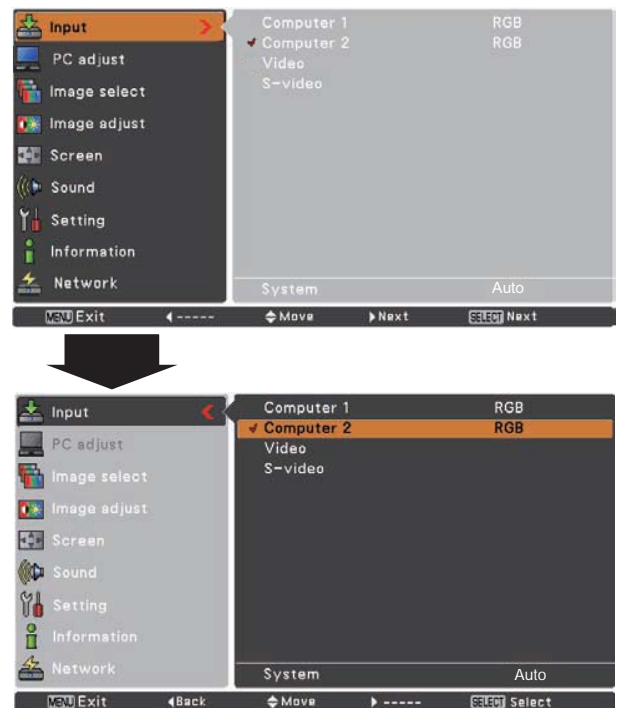 Input Computer 1 RGB
Computer 2 RGB
PC adjust Video
Image select S-video
Image adjust
Screen
Sound
Setting
Information
Network System Auto
MENU Exit ◀----- Move ▶Next SELECT Next
Input Computer 1 RGB
Computer 2 RGB
PC adjust Video
Image select S-video
Image adjust
Screen
Sound
Setting
Information
Network System Auto
MENU Exit ◀Back Move ▶----- SELECT Select